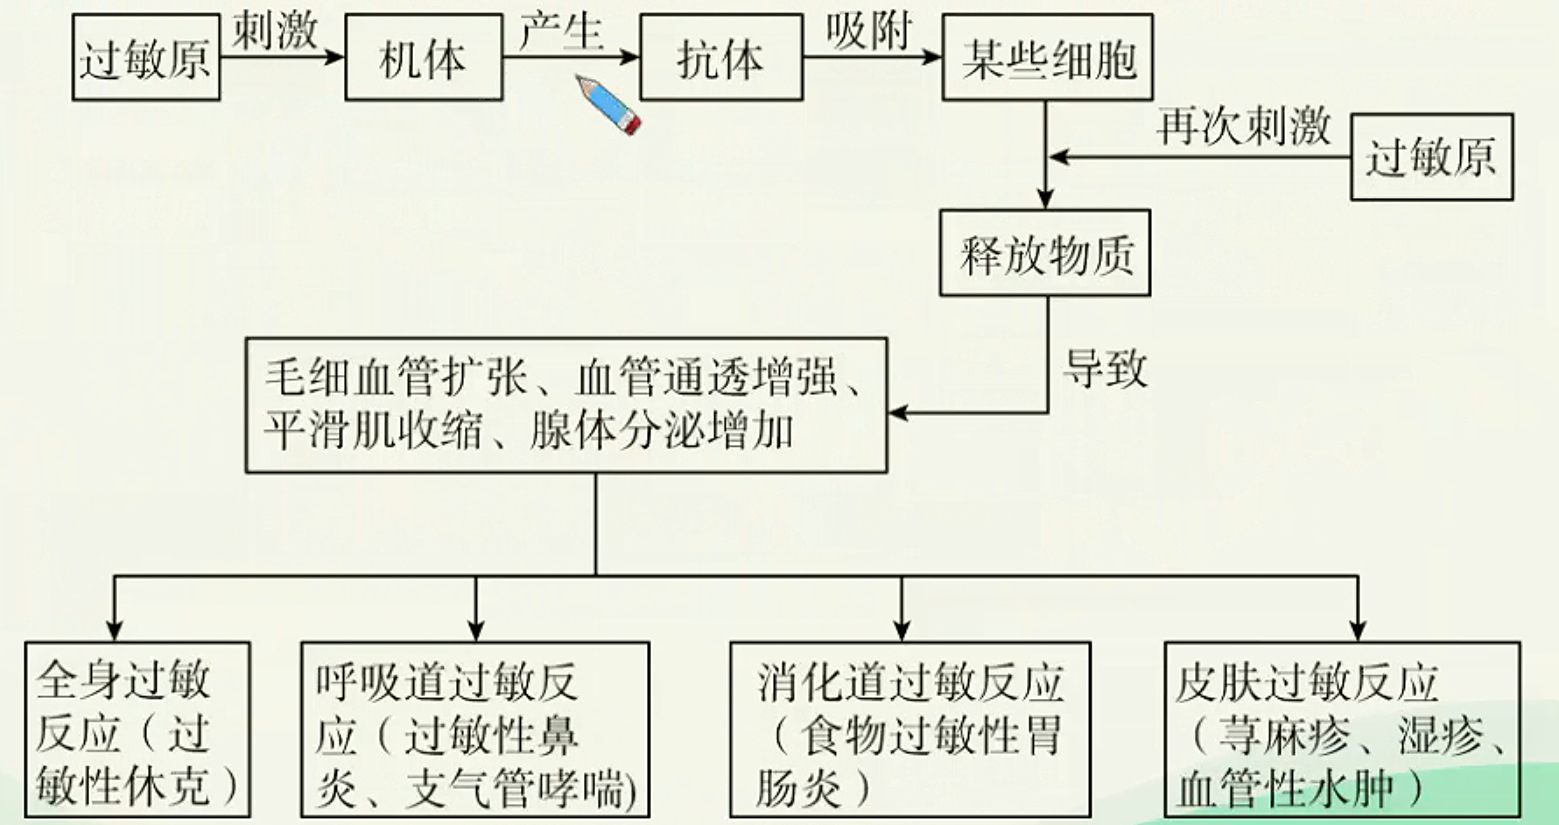 过敏原
刺激
机体
产生
抗体
吸附
某些细胞
再次刺激
过敏原
释放物质
导致
毛细血管扩张、血管通透增强、
平滑肌收缩、腺体分泌增加
全身过敏
反应（过
敏性休克）
呼吸道过敏反
应（过敏性鼻
炎、支气管哮喘)
消化道过敏反应
（食物过敏性胃
肠炎）
皮肤过敏反应
（荨麻疹、湿疹、
血管性水肿）